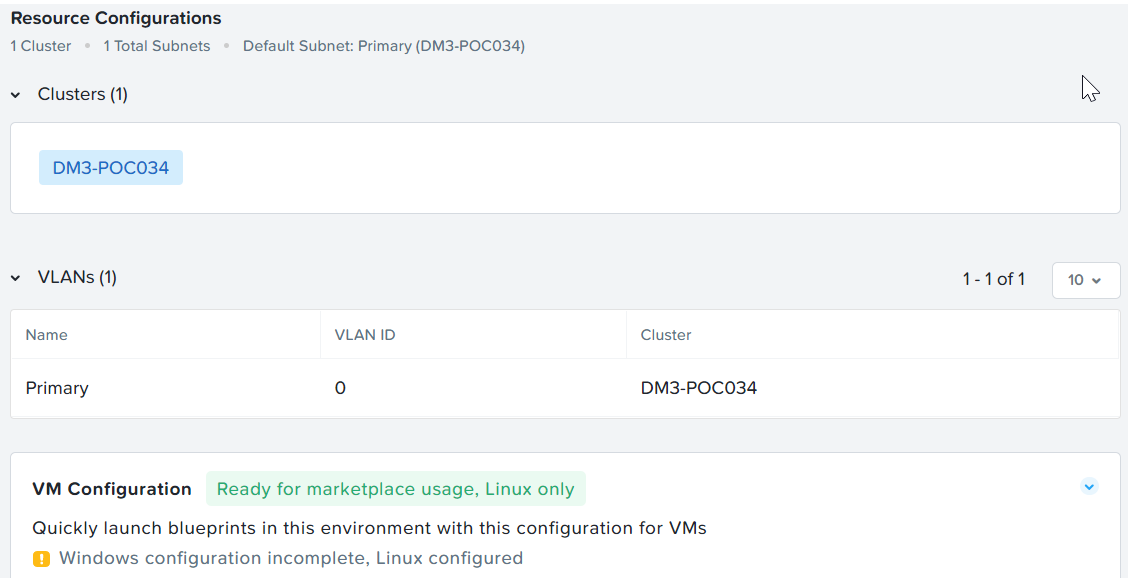 Resource Configurations
1 Cluster • 1 Total Subnets • Default Subnet: Primary (DM3-POC034)
Clusters (1)
DM3-POC034
VLANs (1) 1 - 1 of 1 10
Name VLAN ID Cluster
Primary 0 DM3-POC034
VM Configuration Ready for marketplace usage, Linux only
Quickly launch blueprints in this environment with this configuration for VMs
Windows configuration incomplete, Linux configured